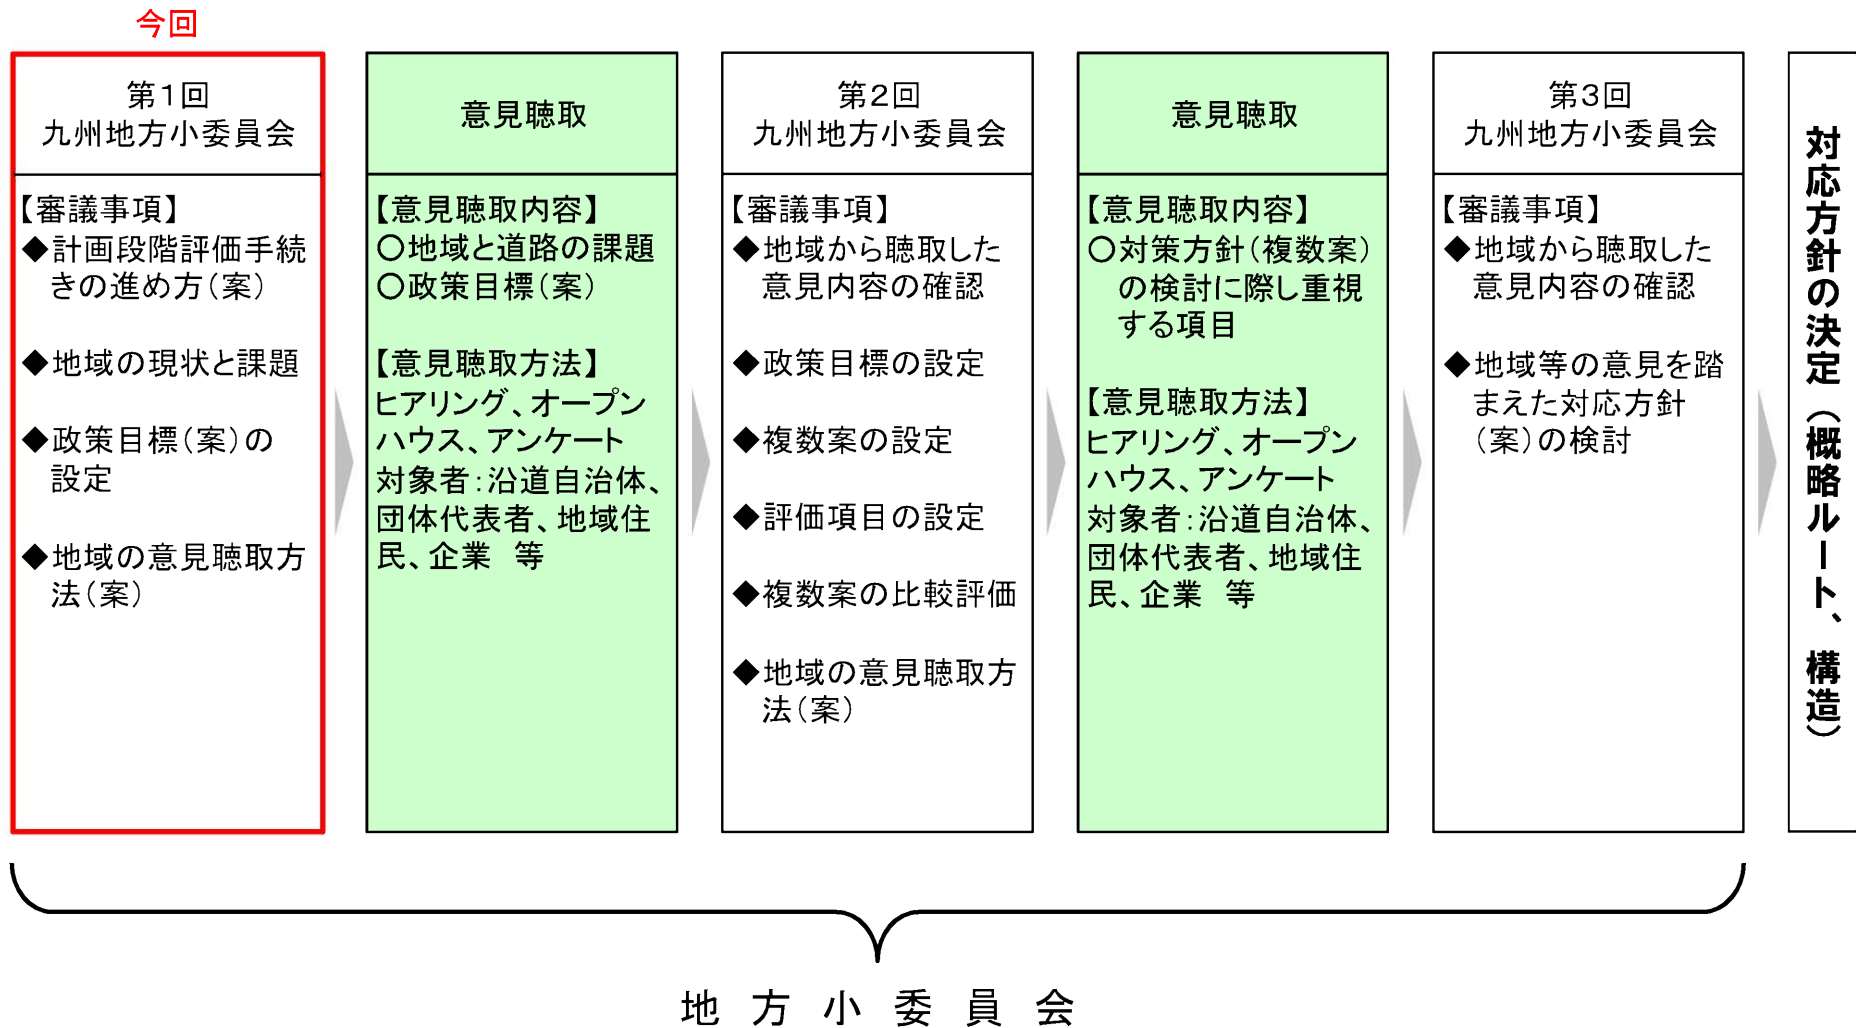 今回
第1回
九州地方小委員会
【審議事項】
◆計画段階評価手続
きの進め方(案)
◆地域の現状と課題
◆政策目標(案)の
設定
◆地域の意見聴取方
法(案)
意見聴取
【意見聴取内容】
○地域と道路の課題
○政策目標(案)
【意見聴取方法】
ヒアリング、オープン
ハウス、アンケート
対象者:沿道自治体、
団体代表者、地域住
民、企業 等
第2回
九州地方小委員会
【審議事項】
◆地域から聴取した
意見内容の確認
◆政策目標の設定
◆複数案の設定
◆評価項目の設定
◆複数案の比較評価
◆地域の意見聴取方
法(案)
意見聴取
【意見聴取内容】
○対策方針(複数案)
の検討に際し重視
する項目
【意見聴取方法】
ヒアリング、オープン
ハウス、アンケート
対象者:沿道自治体、
団体代表者、地域住
民、企業 等
第3回
九州地方小委員会
【審議事項】
◆地域から聴取した
意見内容の確認
◆地域等の意見を踏
まえた対応方針
(案)の検討
対応方針の決定(概略ルート、構造)
地方小委員会